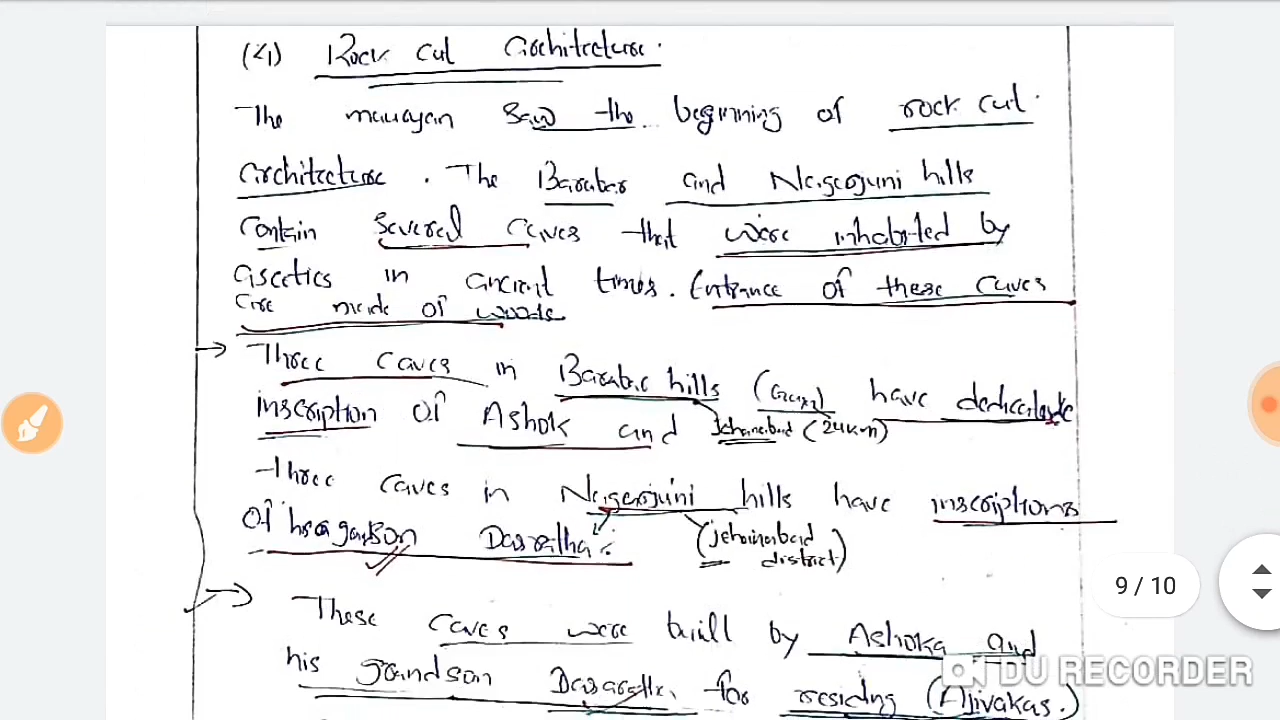 (4) Rock cut architecture.
The mauryan saw the beginning of rock cut
architecture. The Barabar and Nagarjuni hills
contain several caves that were inhabited by
ascetics in ancient times. Entrance of these caves
are made of woods
→ Three caves in Barabar hills (Gaya) have dedicated
inscription of Ashok and Jehanabad (24km)
Three caves in Nagarjuni hills have inscriptions
of his grandson Dasratha. (jehanabad
district)
9 / 10
→ These caves were built by Ashoka and
his grandson Dasaratha for residing (Ajivakas.)
DU RECORDER